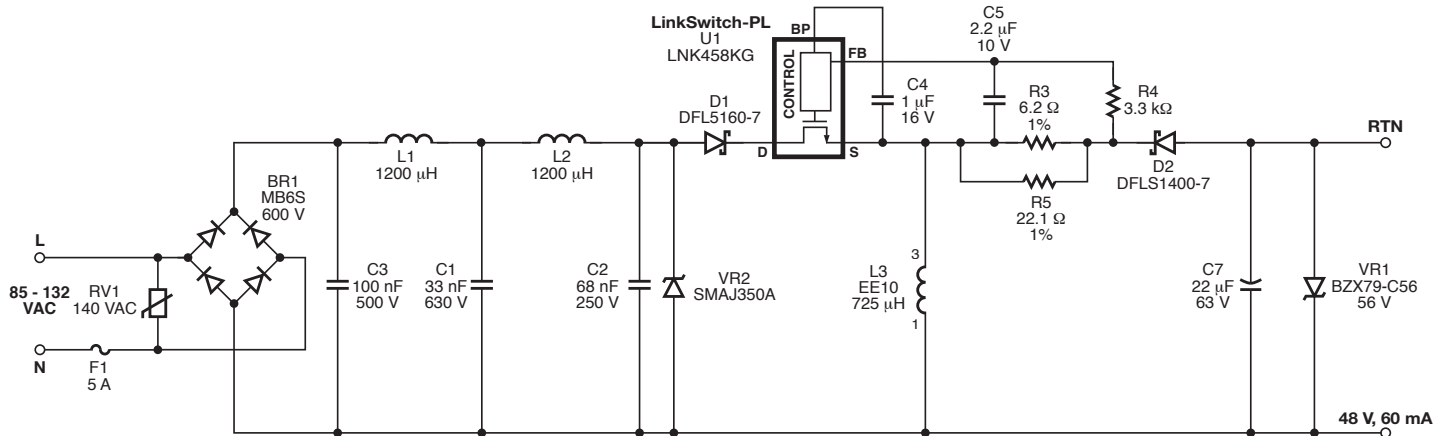 LinkSwitch-PL
U1
LNK458KG
BP
FB
CONTROL
D
S
C5
2.2 µF
10 V
C4
1 µF
16 V
R3
6.2 Ω
1%
R4
3.3 kΩ
D1
DFL5160-7
RTN
L1
1200 µH
L2
1200 µH
D2
DFLS1400-7
R5
22.1 Ω
1%
BR1
MB6S
600 V
L
85 - 132
VAC
RV1
140 VAC
N
F1
5 A
C3
100 nF
500 V
C1
33 nF
630 V
C2
68 nF
250 V
VR2
SMAJ350A
3
L3
EE10
725 µH
1
C7
22 µF
63 V
VR1
BZX79-C56
56 V
48 V, 60 mA